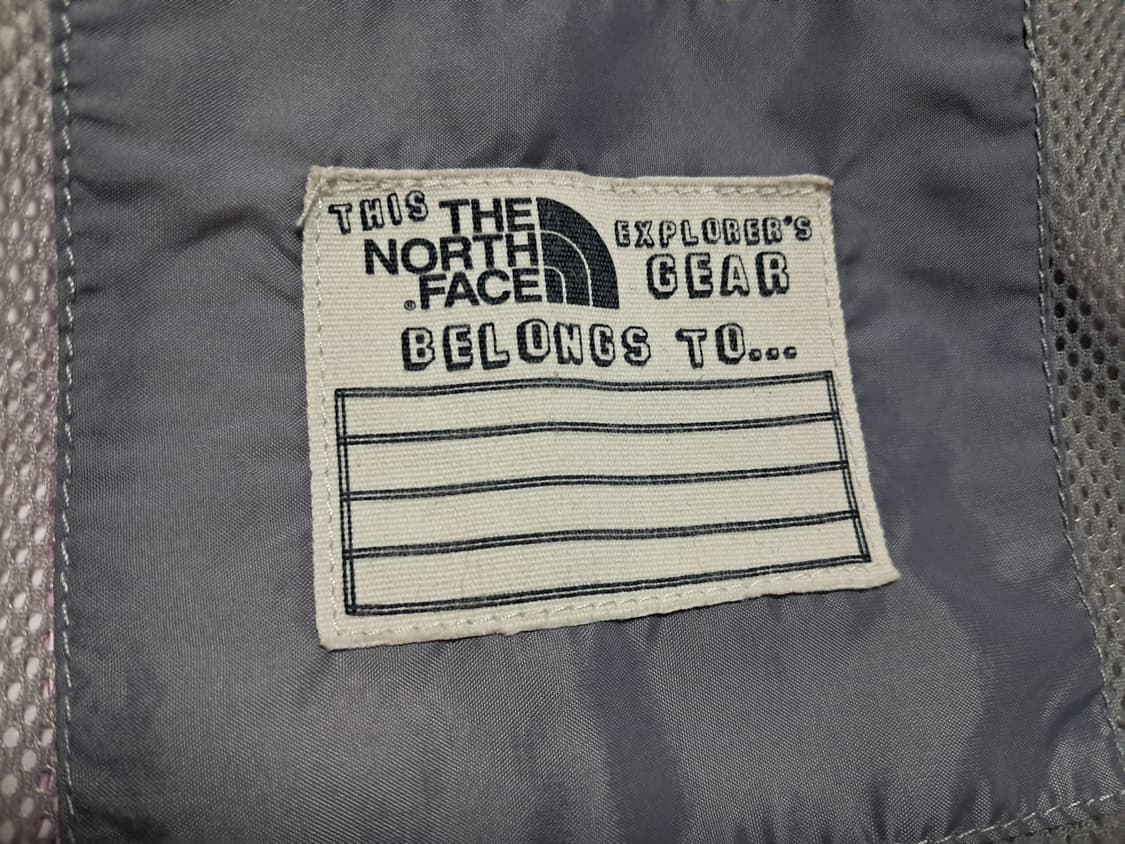 THIS THE NORTH FACE EXPLORER'S GEAR
®
BELONGS TO...